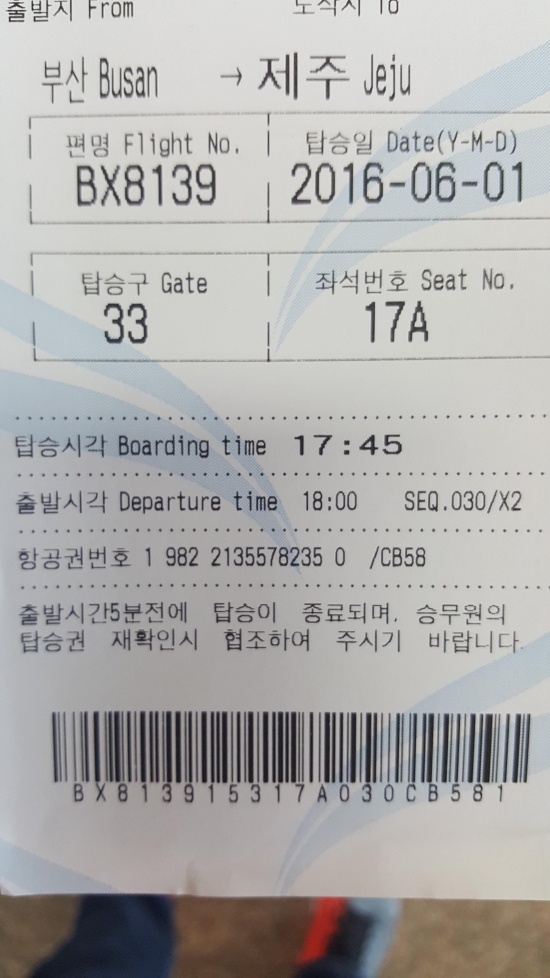 출발지 From 도착지 To
부산 Busan → 제주 Jeju
편명 Flight No. 탑승일 Date(Y-M-D)
BX8139 2016-06-01
탑승구 Gate 좌석번호 Seat No.
33 17A
탑승시각 Boarding time 17:45
출발시각 Departure time 18:00 SEQ.030/X2
항공권번호 1 982 2135578235 0 /CB58
출발시간5분전에 탑승이 종료되며, 승무원의
탑승권 재확인시 협조하여 주시기 바랍니다.
BX813915317A030CB581